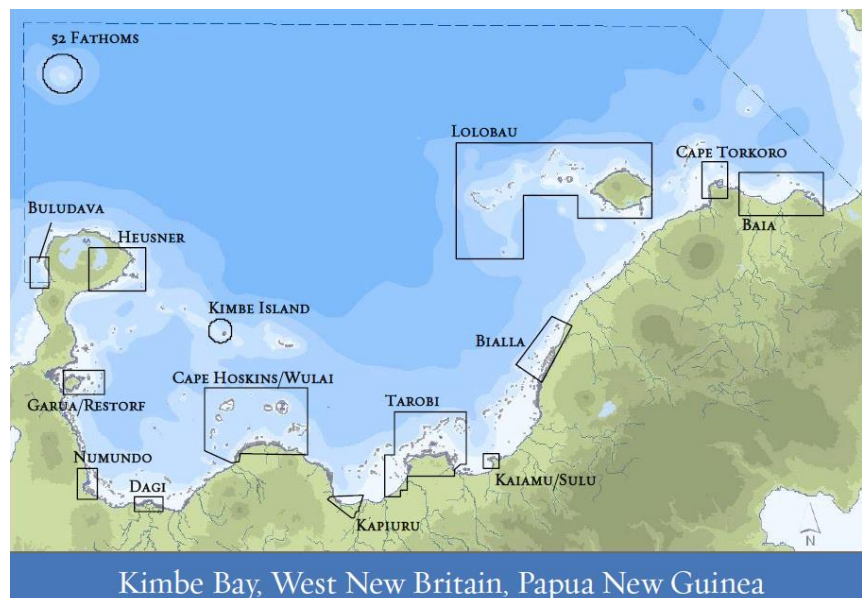 52 Fathoms
Lolobau
Cape Torkoro
Buludava
Baia
Heusner
Kimbe Island
Bialla
Cape Hoskins/Wulai
Tarobi
Garua/Restorf
Numundo
Kaiamu/Sulu
Dagi
Kapiuru
N
Kimbe Bay, West New Britain, Papua New Guinea